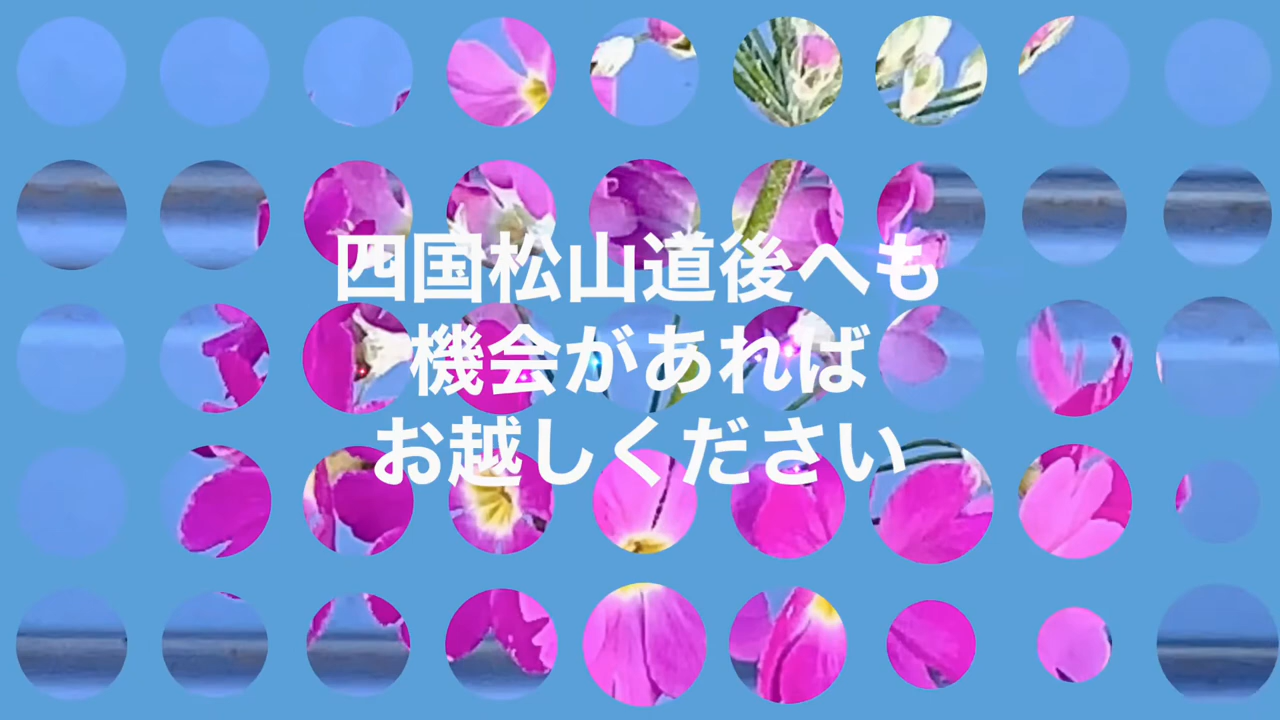 四国松山道後へも
機会があれば
お越しください